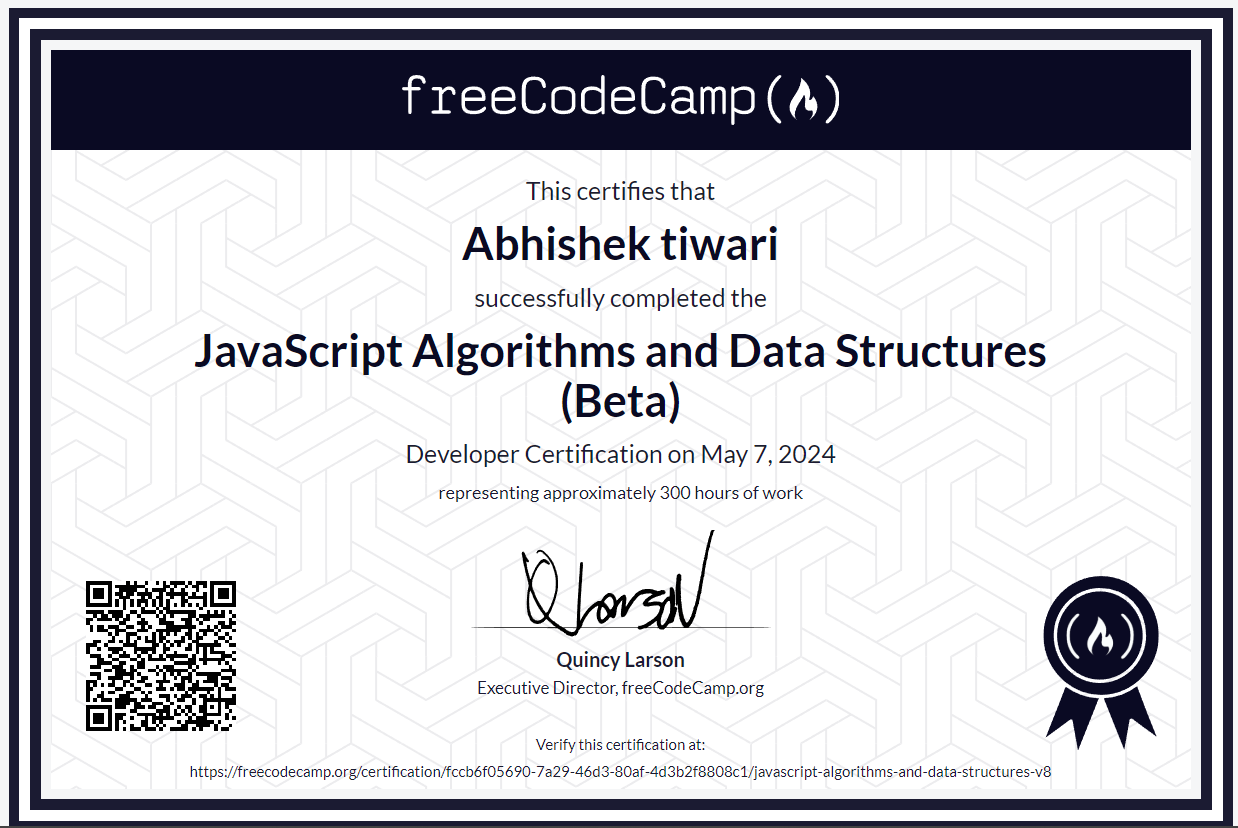 freeCodeCamp
This certifies that
Abhishek tiwari
successfully completed the
JavaScript Algorithms and Data Structures
(Beta)
Developer Certification on May 7, 2024
representing approximately 300 hours of work
Q Larson
Quincy Larson
Executive Director, freeCodeCamp.org
Verify this certification at:
https://freecodecamp.org/certification/fccb6f05690-7a29-46d3-80af-4d3b2f8808c1/javascript-algorithms-and-data-structures-v8